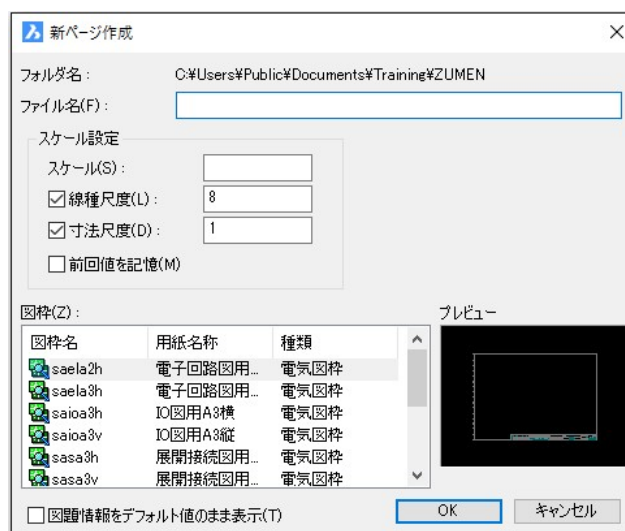 新ページ作成
フォルダ名： C:¥Users¥Public¥Documents¥Training¥ZUMEN
ファイル名(F)：
スケール設定
スケール(S)：
線種尺度(L)： 8
寸法尺度(D)： 1
前回値を記憶(M)
図枠(Z)： プレビュー
図枠名 用紙名称 種類
saela2h 電子回路図用... 電気図枠
saela3h 電子回路図用... 電気図枠
saioa3h IO図用A3横 電気図枠
saioa3v IO図用A3縦 電気図枠
sasa3h 展開接続図用... 電気図枠
sasa3v 展開接続図用... 電気図枠
図題情報をデフォルト値のまま表示(T) OK キャンセル